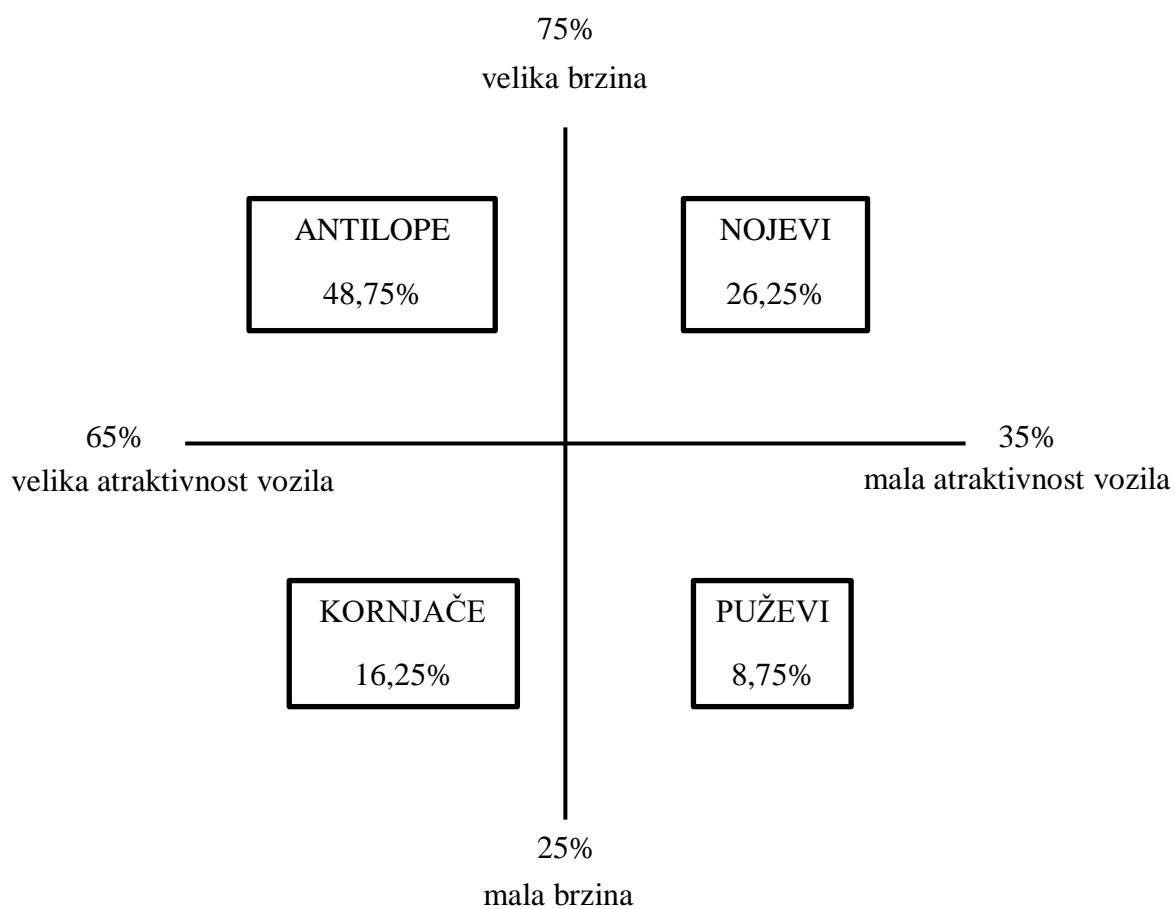 75%
velika brzina
ANTILOPE
48,75%
NOJEVI
26,25%
65%
velika atraktivnost vozila
35%
mala atraktivnost vozila
KORNJAČE
16,25%
PUŽEVI
8,75%
25%
mala brzina